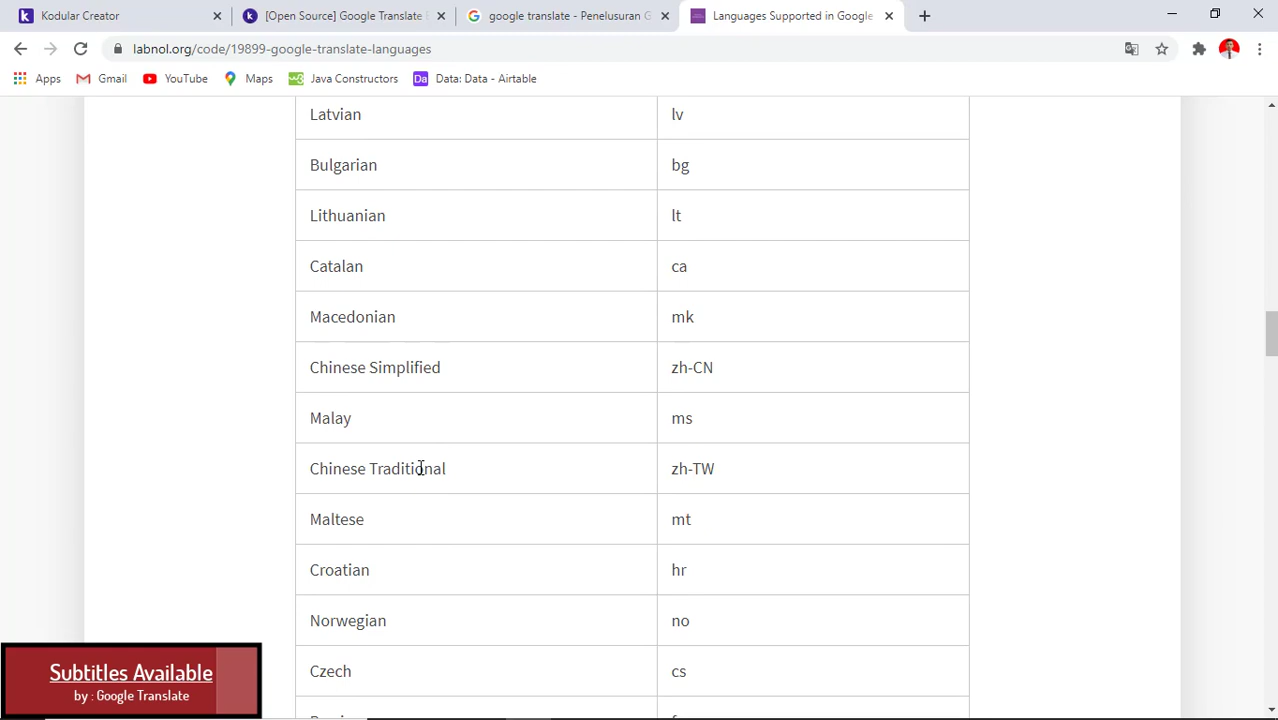 Kodular Creator
[Open Source] Google Translate E
google translate - Penelusuran G
Languages Supported in Google
labnol.org/code/19899-google-translate-languages
Apps
Gmail
YouTube
Maps
Java Constructors
Da Data: Data - Airtable
Latvian lv
Bulgarian bg
Lithuanian lt
Catalan ca
Macedonian mk
Chinese Simplified zh-CN
Malay ms
Chinese Traditional zh-TW
Maltese mt
Croatian hr
Norwegian no
Czech cs
Subtitles Available
by : Google Translate